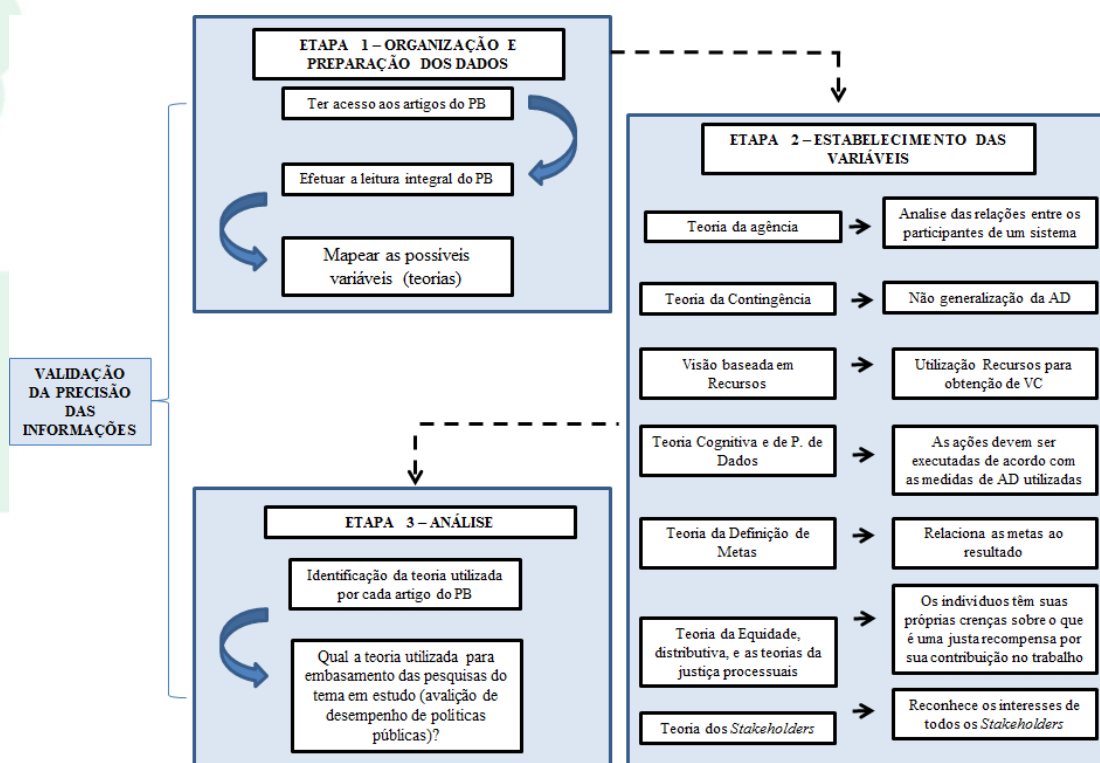 ETAPA 1 – ORGANIZAÇÃO E
PREPARAÇÃO DOS DADOS
Ter acesso aos artigos do PB
Efetuar a leitura integral do PB
Mapear as possíveis
variáveis (teorias)
VALIDAÇÃO
DA PRECISÃO
DAS
INFORMAÇÕES
ETAPA 2 – ESTABELECIMENTO DAS
VARIÁVEIS
Teoria da agência
Analise das relações entre os
participantes de um sistema
Teoria da Contingência
Não generalização da AD
Visão baseada em
Recursos
Utilização Recursos para
obtenção de VC
Teoria Cognitiva e de P. de
Dados
As ações devem ser
executadas de acordo com
as medidas de AD utilizadas
Teoria da Definição de
Metas
Relaciona as metas ao
resultado
Teoria da Equidade,
distributiva, e as teorias da
justiça processuais
Os indivíduos têm suas
próprias crenças sobre o que
é uma justa recompensa por
sua contribuição no trabalho
Teoria dos Stakeholders
Reconhece os interesses de
todos os Stakeholders
ETAPA 3 – ANÁLISE
Identificação da teoria utilizada
por cada artigo do PB
Qual a teoria utilizada para
embasamento das pesquisas do
tema em estudo (avalição de
desempenho de políticas
públicas)?